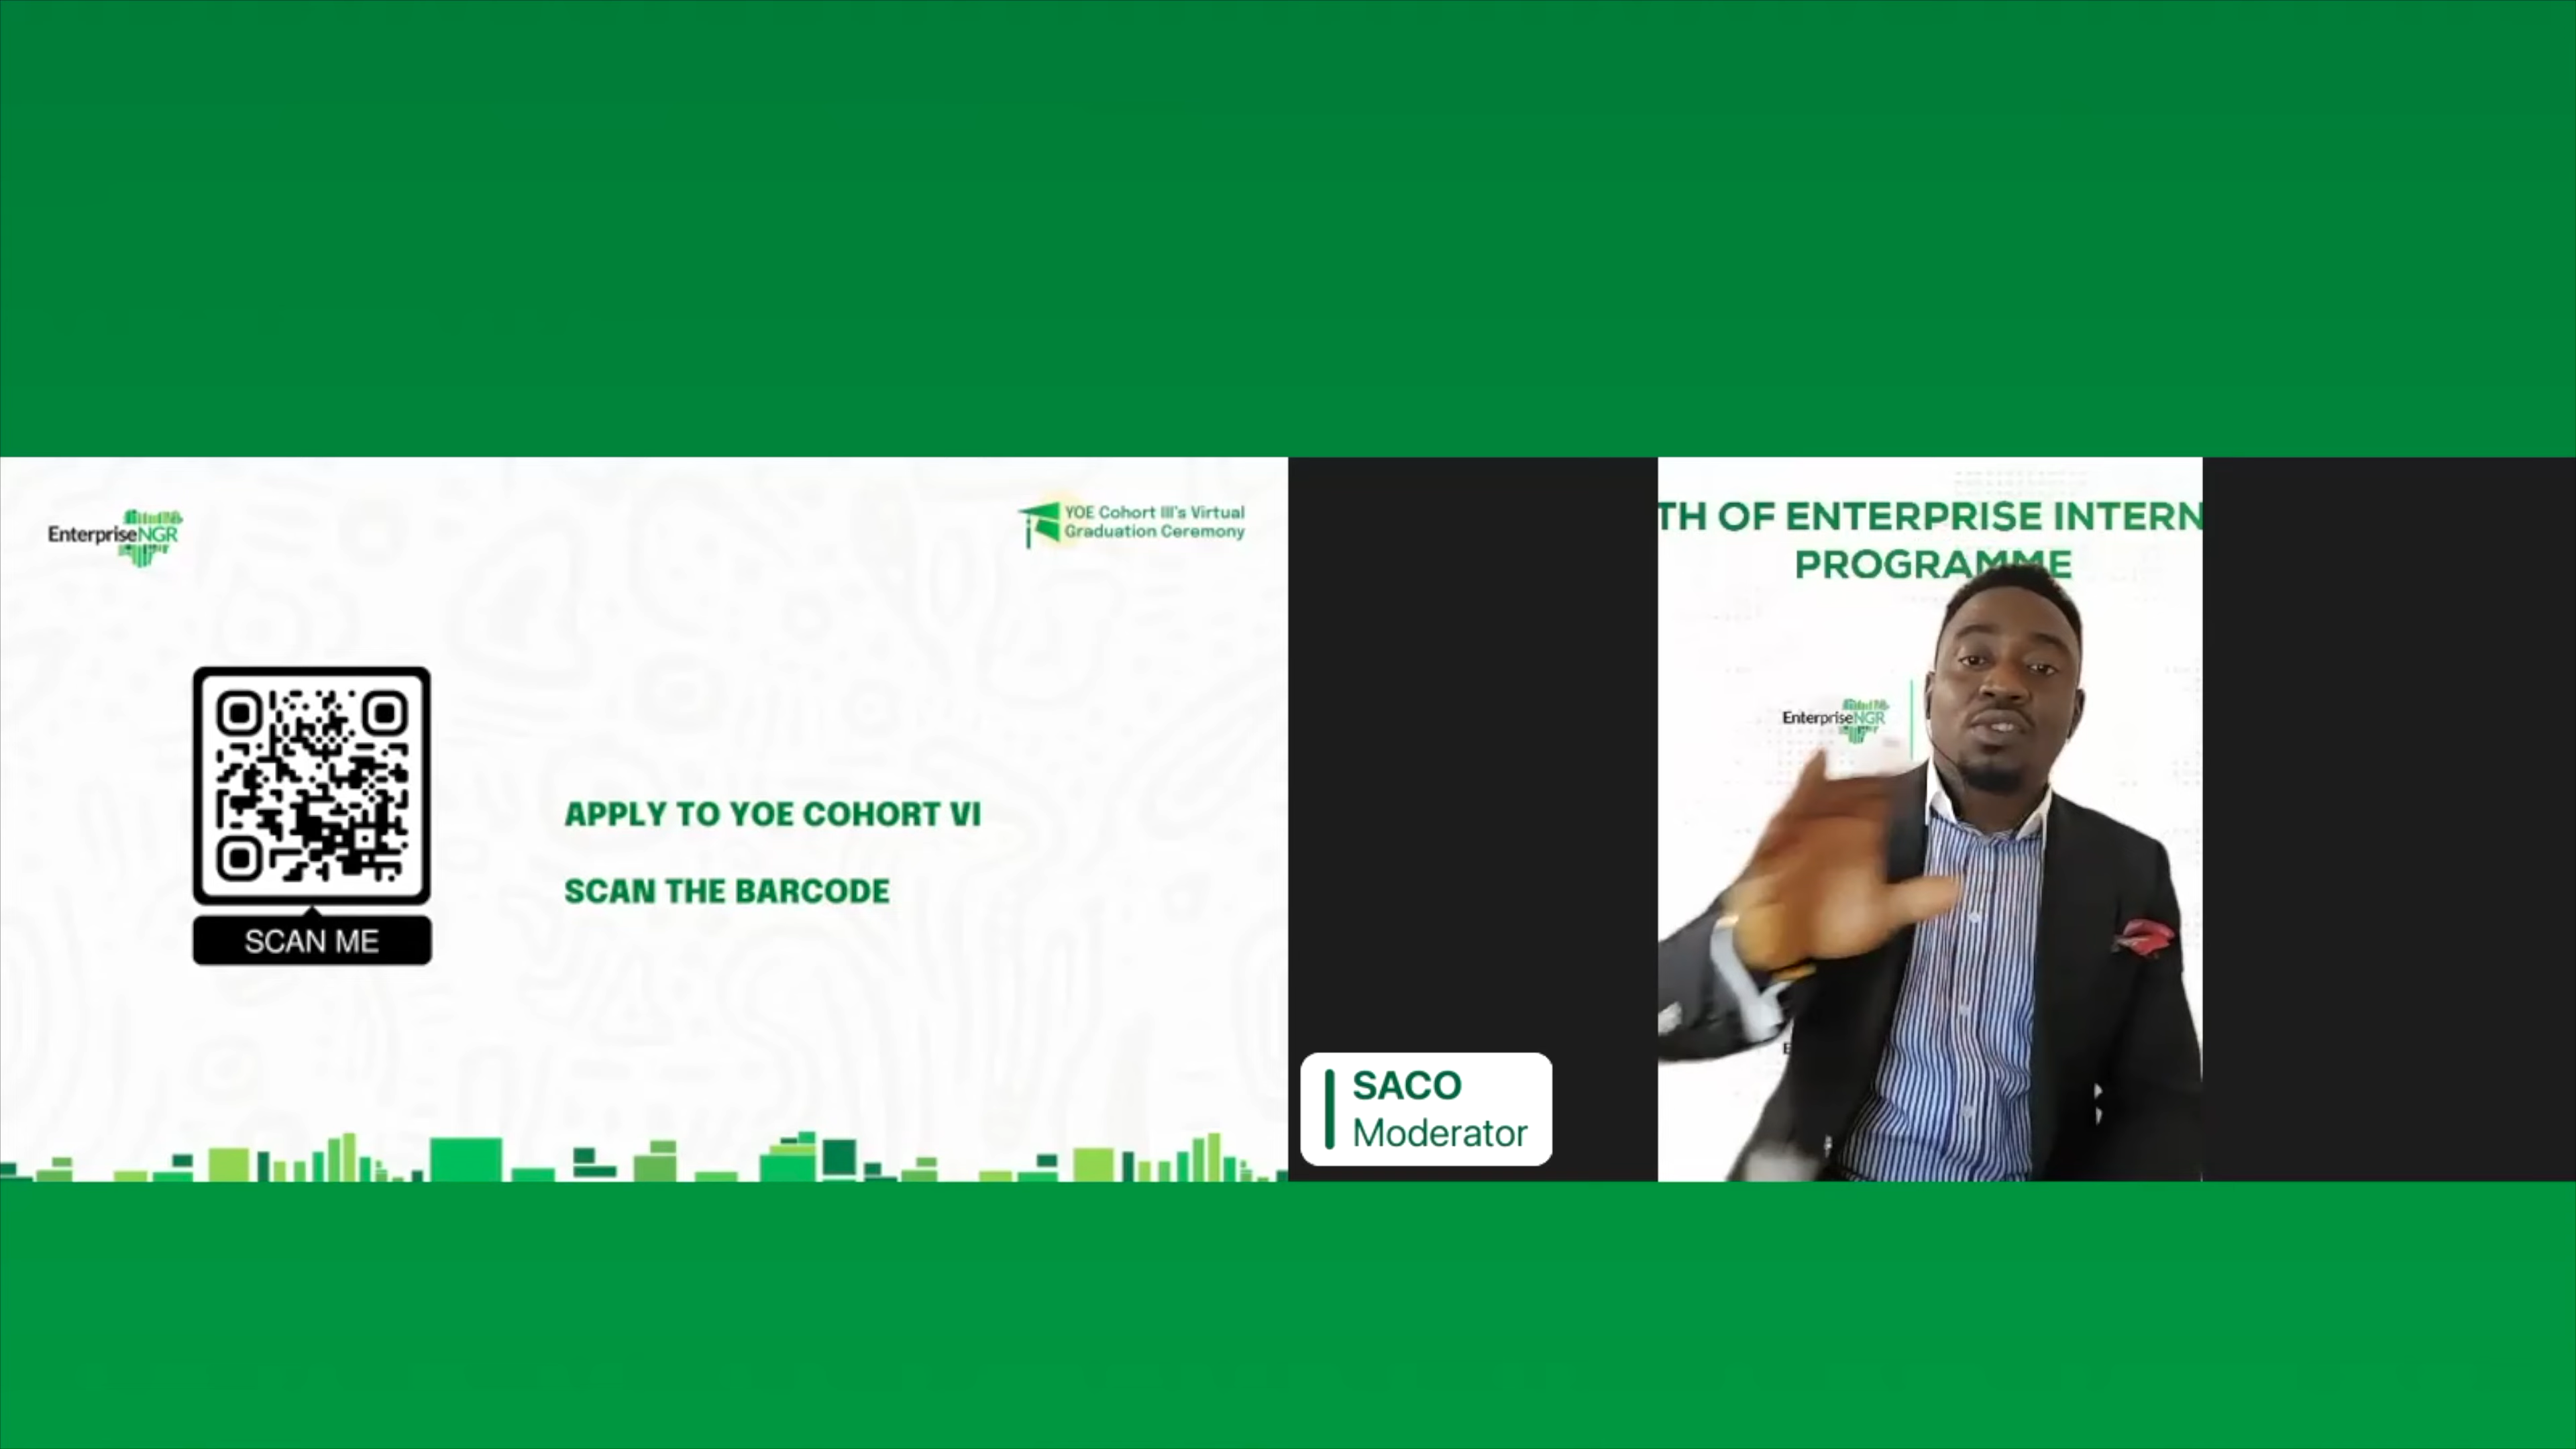 EnterpriseNGR
YOE Cohort III's Virtual
Graduation Ceremony
SCAN ME
APPLY TO YOE COHORT VI
SCAN THE BARCODE
TH OF ENTERPRISE INTERN
PROGRAMME
EnterpriseNGR
SACO
Moderator